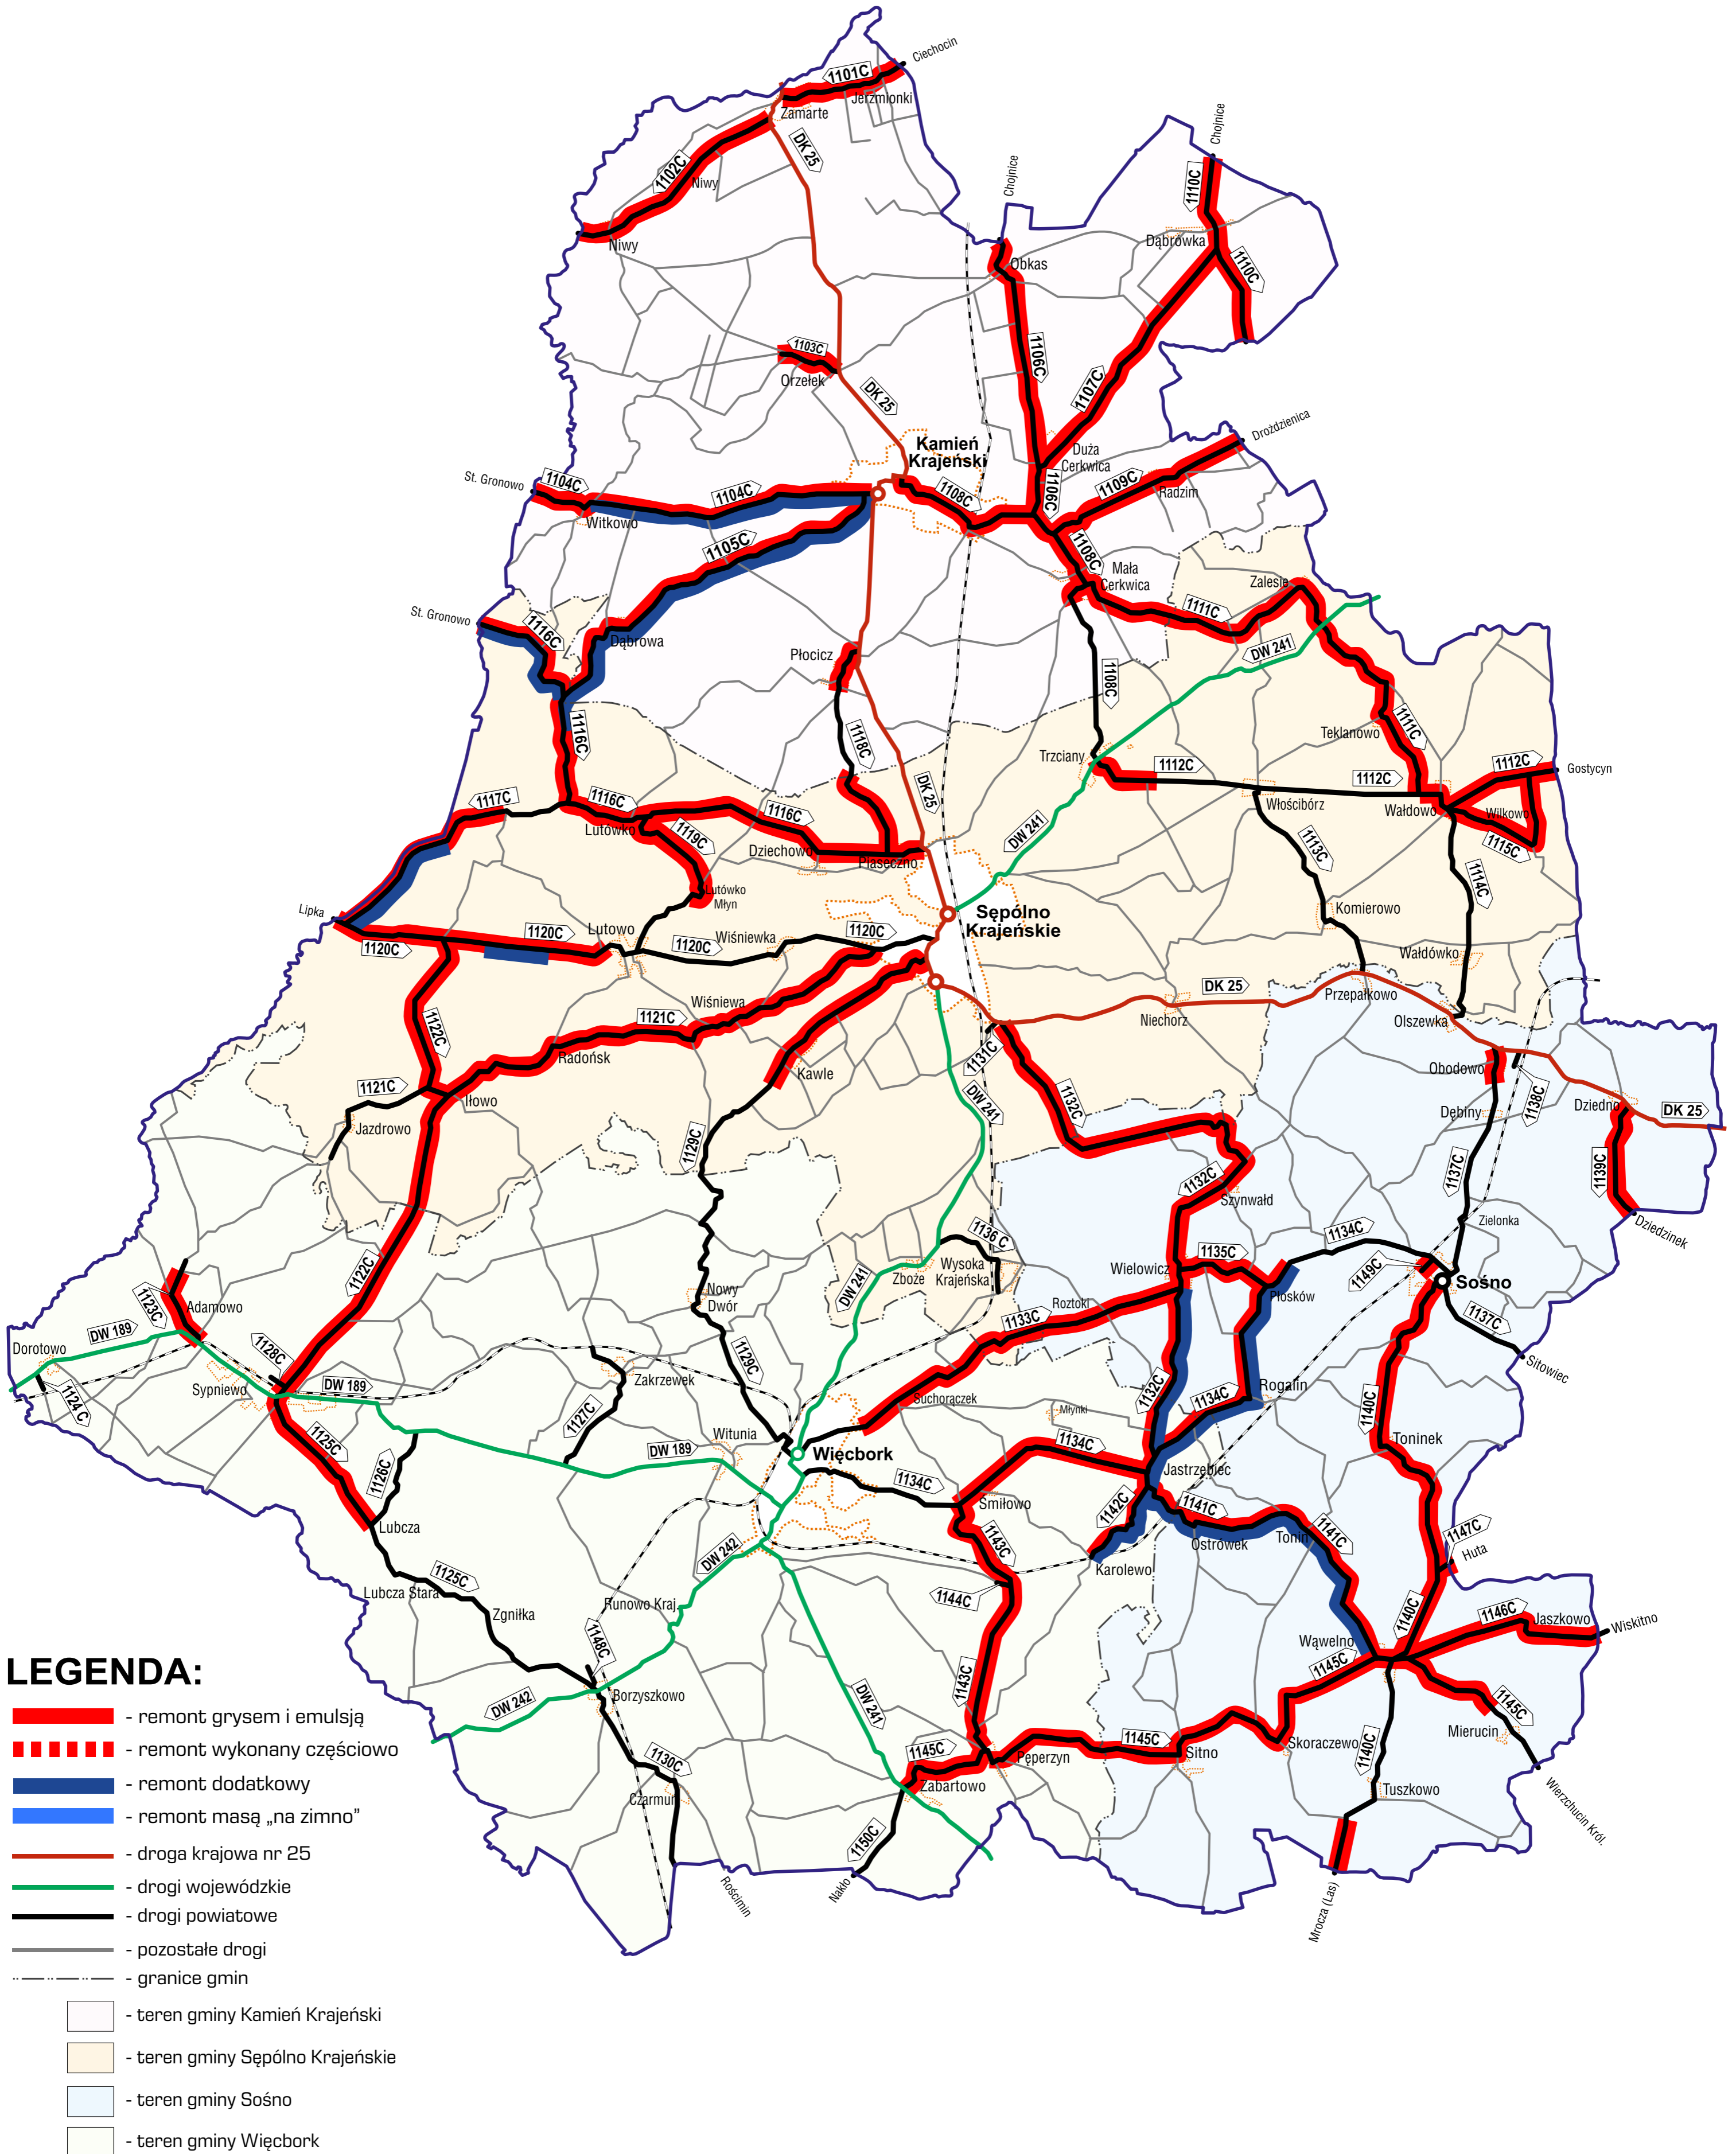 Ciechocin
1101C
Jerzmionki
Zamarte
DK 25
1102C
Niwy
Niwy
Chojnice
Chojnice
1110C
Dąbrówka
1110C
Obkas
1103C
Orzełek
DK 25
1106C
1107C
Kamień
Krajeński
Duża
Cerkwica
Drożdzienica
St. Gronowo
1104C
1104C
Witkowo
1108C
1106C
1109C
Radzim
1105C
1108C
Mała
Cerkwica
Zalesie
St. Gronowo
1116C
Dąbrowa
1111C
Płocicz
DW 241
1108C
1116C
1118C
Teklanowo
1111C
Trzciany
1112C
1112C
1112C
Gostycyn
DK 25
1117C
1116C
1116C
Włościbórz
Wałdowo
Wilkowo
Lutówko
1119C
Dziechowo
Piaseczno
DW 241
1113C
1115C
1114C
Lutówko
Młyn
Lipka
Sępólno
Krajeńskie
Komierowo
1120C
1120C
Lutowo
1120C
Wiśniewka
1120C
Wałdówko
Wiśniewa
1121C
Niechorz
DK 25
Przepałkowo
Olszewka
1122C
Radońsk
1131C
Kawle
Obodowo
1138C
1121C
Iłowo
DW 241
1132C
Dębiny
Dziedno
DK 25
Jazdrowo
1129C
1137C
1139C
1132C
Szynwałd
Dziedzinek
1136 C
1134C
Zielonka
Wysoka
Krajeńska
Zboże
Wielowicz
1135C
1149C
Sośno
1122C
DW 241
Płosków
1123C
Adamowo
Nowy
Dwór
Roztoki
1133C
1137C
DW 189
Dorotowo
1128C
1129C
Sitowiec
1124 C
Sypniewo
DW 189
Zakrzewek
Suchorączek
1132C
1134C
Rogalin
1140C
1127C
Młynki
1125C
Witunia
DW 189
Więcbork
1134C
Toninek
1126C
1134C
Jastrzębiec
Śmiłowo
1142C
1141C
Lubcza
1143C
Ostrówek
Tonin
1141C
1147C
Huta
DW 242
Karolewo
1125C
Lubcza Stara
1144C
Runowo Kraj.
Zgniłka
1140C
1146C
Jaszkowo
Wiskitno
1148C
Wąwelno
1145C
1143C
Borzyszkowo
DW 242
DW 241
1145C
Mierucin
1130C
1145C
1145C
Pęperzyn
Sitno
Skoraczewo
1140C
Zabartowo
Tuszkowo
Wierzchucin Król.
Czarmuń
1150C
Nakło
Rościmin
Mrocza (Las)
LEGENDA:
- remont grysem i emulsją
- remont wykonany częściowo
- remont dodatkowy
- remont masą „na zimno”
- droga krajowa nr 25
- drogi wojewódzkie
- drogi powiatowe
- pozostałe drogi
- granice gmin
- teren gminy Kamień Krajeński
- teren gminy Sępólno Krajeńskie
- teren gminy Sośno
- teren gminy Więcbork